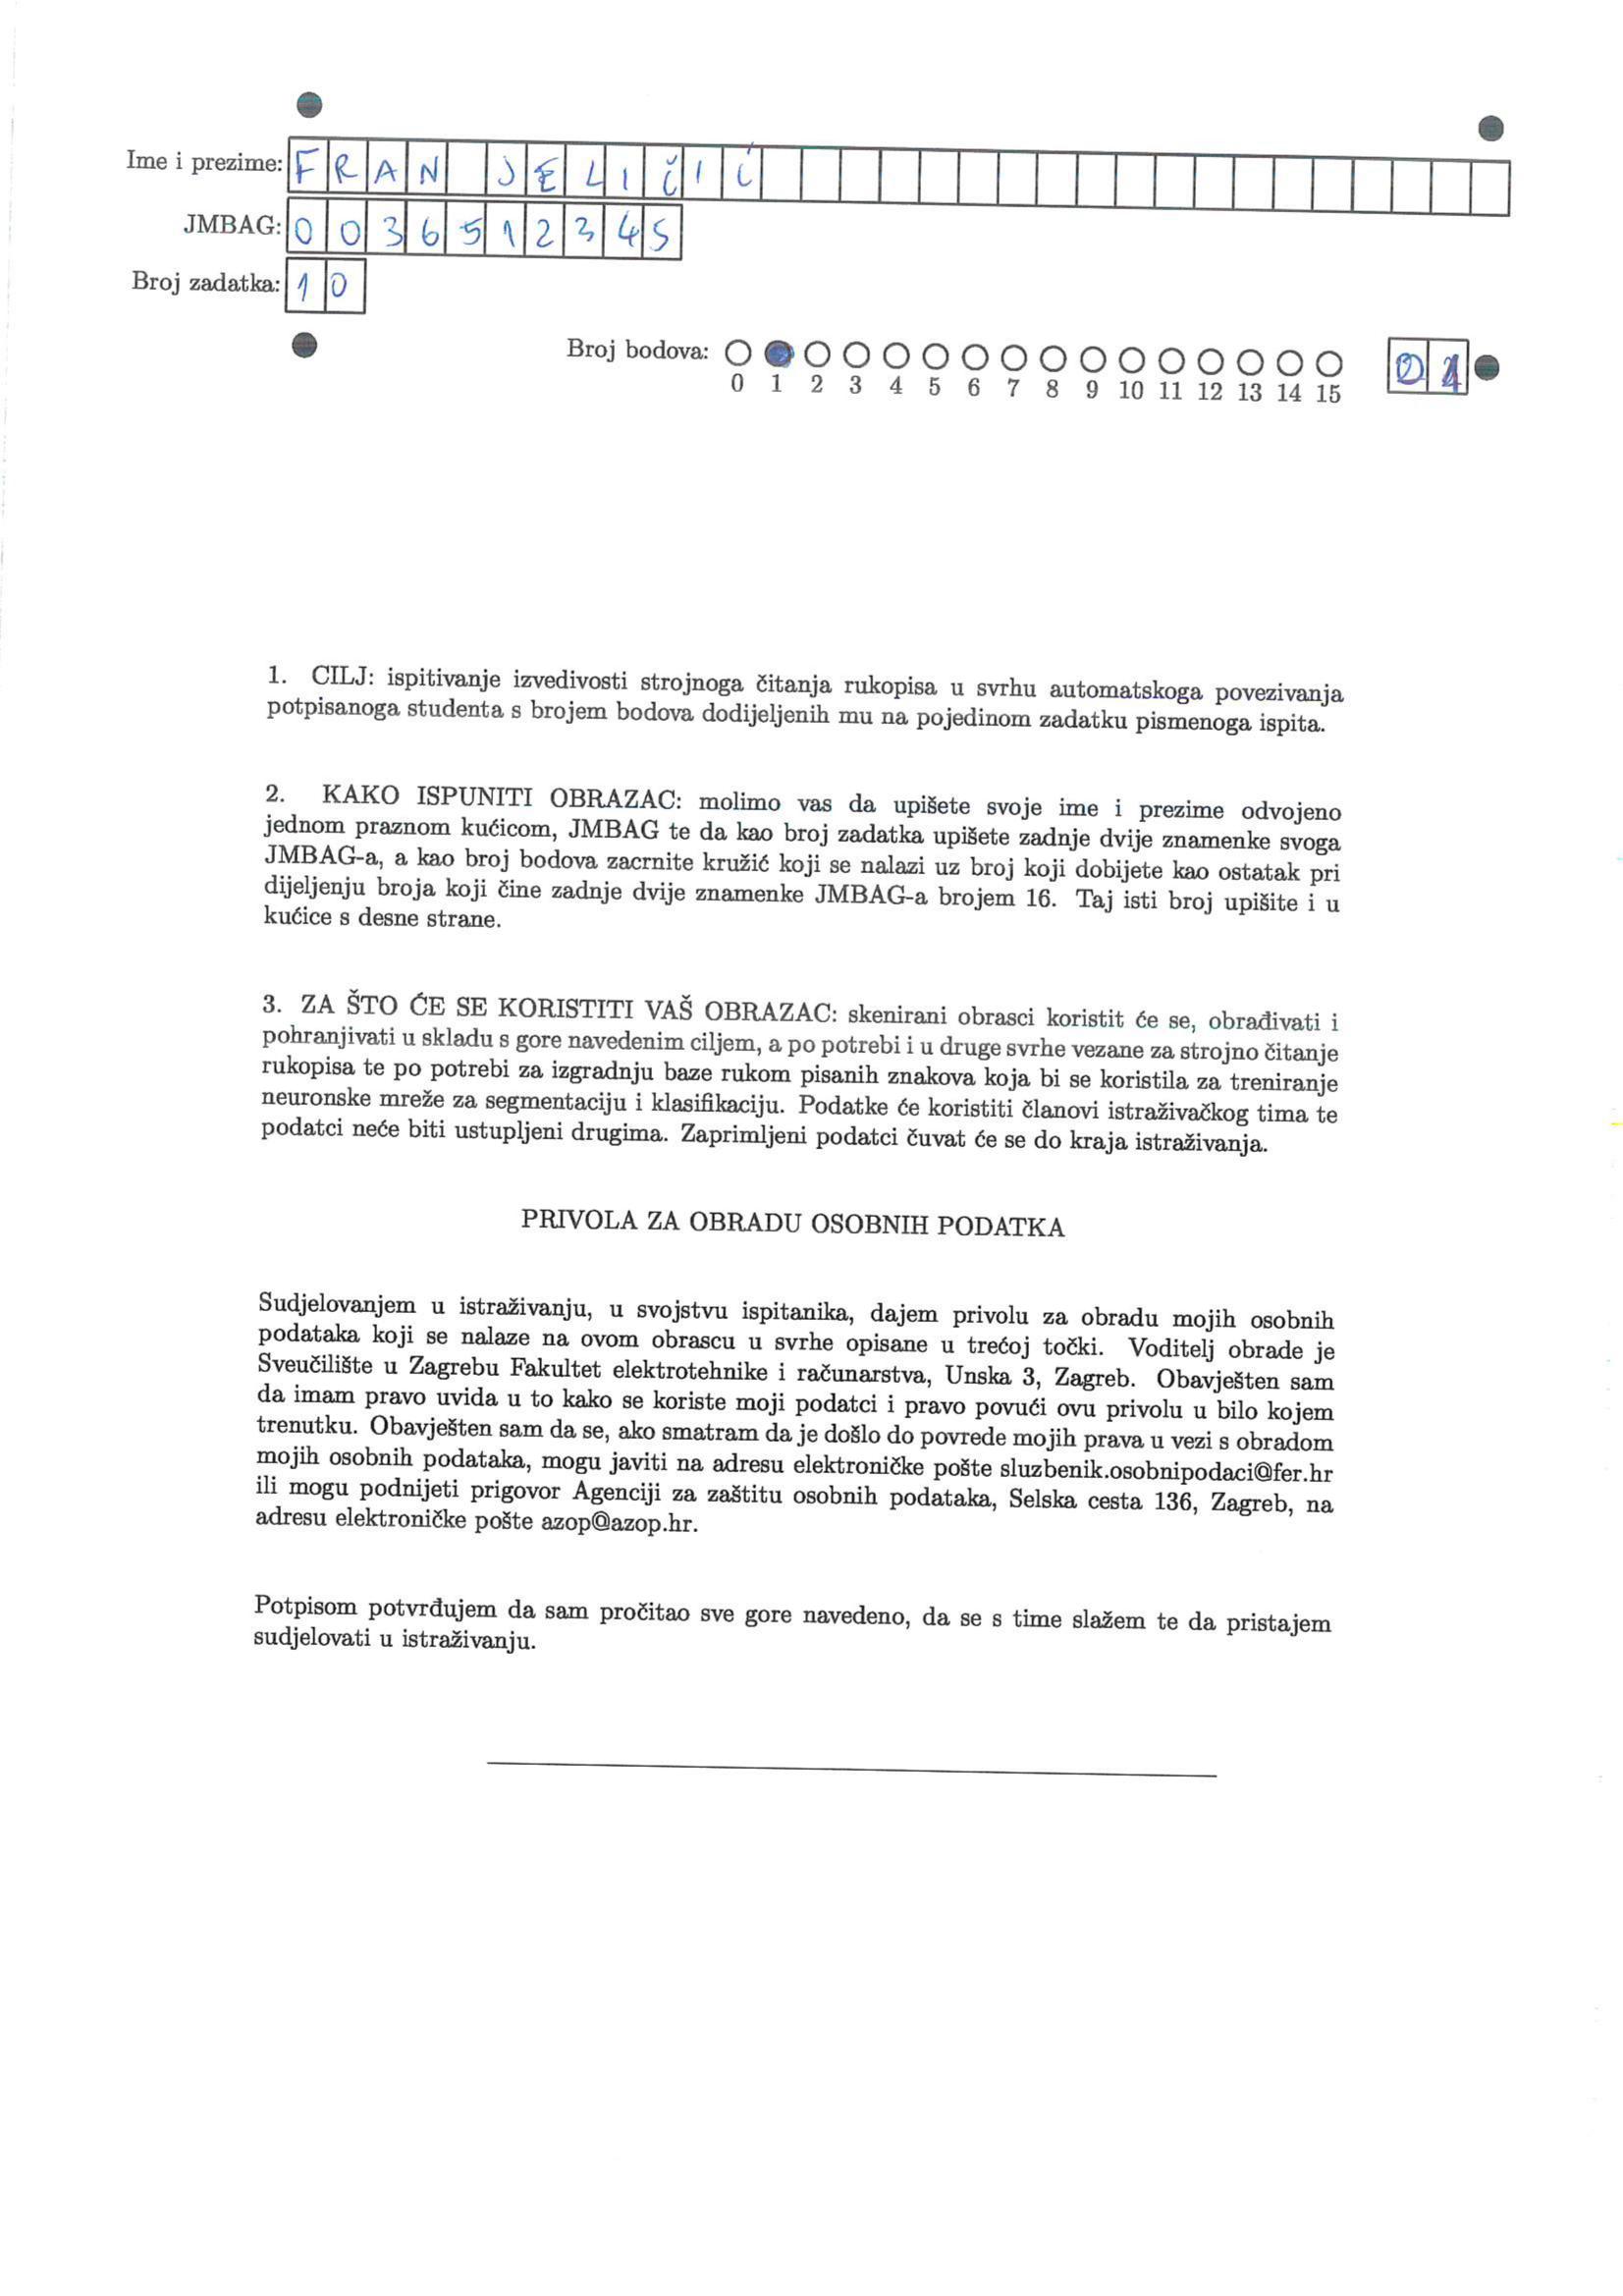 Ime i prezime: FRAN JELIČIĆ
JMBAG: 0036512345
Broj zadatka: 10
Broj bodova:
0 1 2 3 4 5 6 7 8 9 10 11 12 13 14 15
1. CILJ: ispitivanje izvedivosti strojnoga čitanja rukopisa u svrhu automatskoga povezivanja
potpisanoga studenta s brojem bodova dodijeljenih mu na pojedinom zadatku pismenoga ispita.
2. KAKO ISPUNITI OBRAZAC: molimo vas da upišete svoje ime i prezime odvojeno
jednom praznom kućicom, JMBAG te da kao broj zadatka upišete zadnje dvije znamenke svoga
JMBAG-a, a kao broj bodova zacrnite kružić koji se nalazi uz broj koji dobijete kao ostatak pri
dijeljenju broja koji čine zadnje dvije znamenke JMBAG-a brojem 16. Taj isti broj upišite i u
kućice s desne strane.
3. ZA ŠTO ĆE SE KORISTITI VAŠ OBRAZAC: skenirani obrasci koristit će se, obrađivati i
pohranjivati u skladu s gore navedenim ciljem, a po potrebi i u druge svrhe vezane za strojno čitanje
rukopisa te po potrebi za izgradnju baze rukom pisanih znakova koja bi se koristila za treniranje
neuronske mreže za segmentaciju i klasifikaciju. Podatke će koristiti članovi istraživačkog tima te
podatci neće biti ustupljeni drugima. Zaprimljeni podatci čuvat će se do kraja istraživanja.
PRIVOLA ZA OBRADU OSOBNIH PODATKA
Sudjelovanjem u istraživanju, u svojstvu ispitanika, dajem privolu za obradu mojih osobnih
podataka koji se nalaze na ovom obrascu u svrhe opisane u trećoj točki. Voditelj obrade je
Sveučilište u Zagrebu Fakultet elektrotehnike i računarstva, Unska 3, Zagreb. Obavješten sam
da imam pravo uvida u to kako se koriste moji podatci i pravo povući ovu privolu u bilo kojem
trenutku. Obavješten sam da se, ako smatram da je došlo do povrede mojih prava u vezi s obradom
mojih osobnih podataka, mogu javiti na adresu elektroničke pošte sluzbenik.osobnipodaci@fer.hr
ili mogu podnijeti prigovor Agenciji za zaštitu osobnih podataka, Selska cesta 136, Zagreb, na
adresu elektroničke pošte azop@azop.hr.
Potpisom potvrđujem da sam pročitao sve gore navedeno, da se s time slažem te da pristajem
sudjelovati u istraživanju.